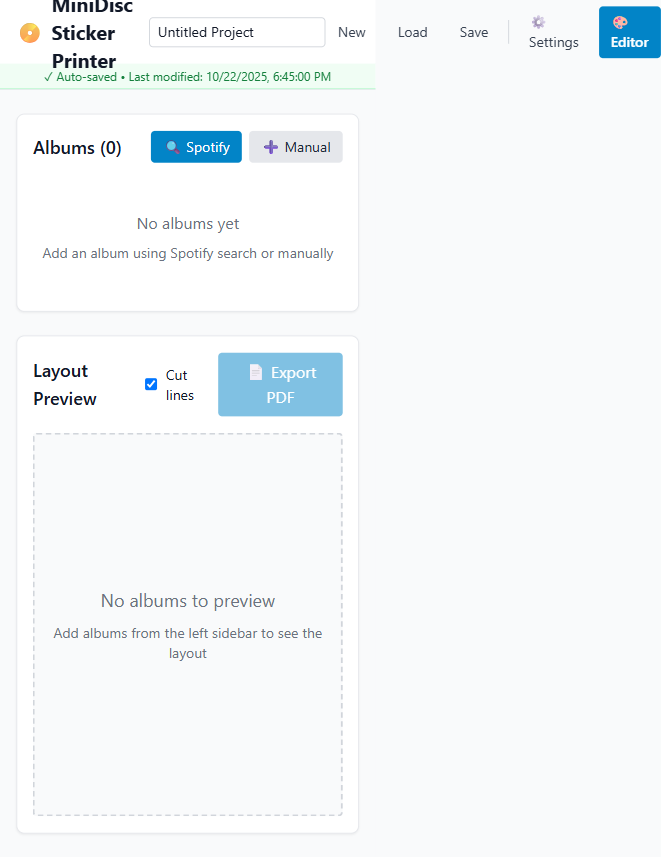 MiniDisc
Sticker
Printer
Untitled Project
New
Load
Save
Settings
Editor
✓ Auto-saved • Last modified: 10/22/2025, 6:45:00 PM
Albums (0)
Spotify
Manual
No albums yet
Add an album using Spotify search or manually
Layout
Preview
Cut
lines
Export
PDF
No albums to preview
Add albums from the left sidebar to see the
layout